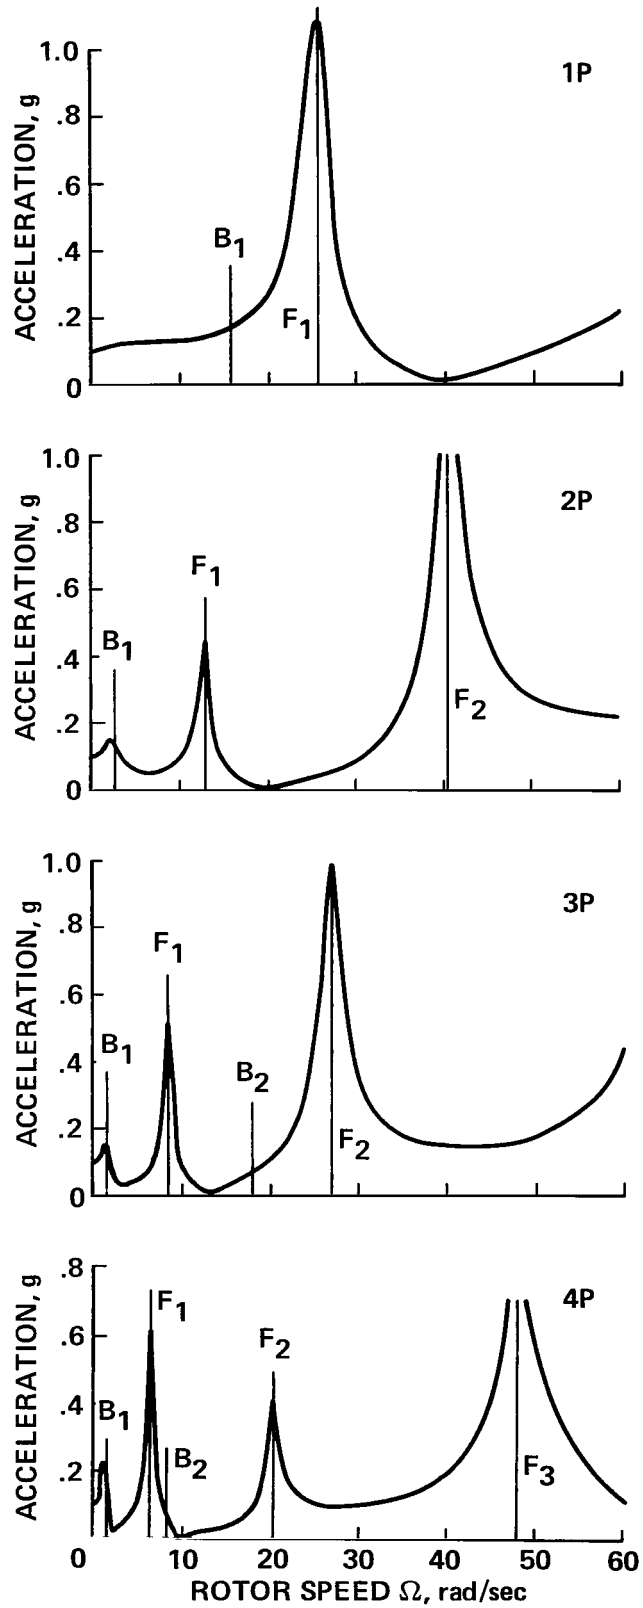 1P
ACCELERATION, g
1.0
.8
.6
.4
.2
0
B1
F1
2P
ACCELERATION, g
1.0
.8
.6
.4
.2
0
B1
F1
F2
3P
ACCELERATION, g
1.0
.8
.6
.4
.2
0
B1
F1
B2
F2
4P
ACCELERATION, g
.8
.6
.4
.2
B1
F1
B2
F2
F3
0 10 20 30 40 50 60
ROTOR SPEED Ω, rad/sec